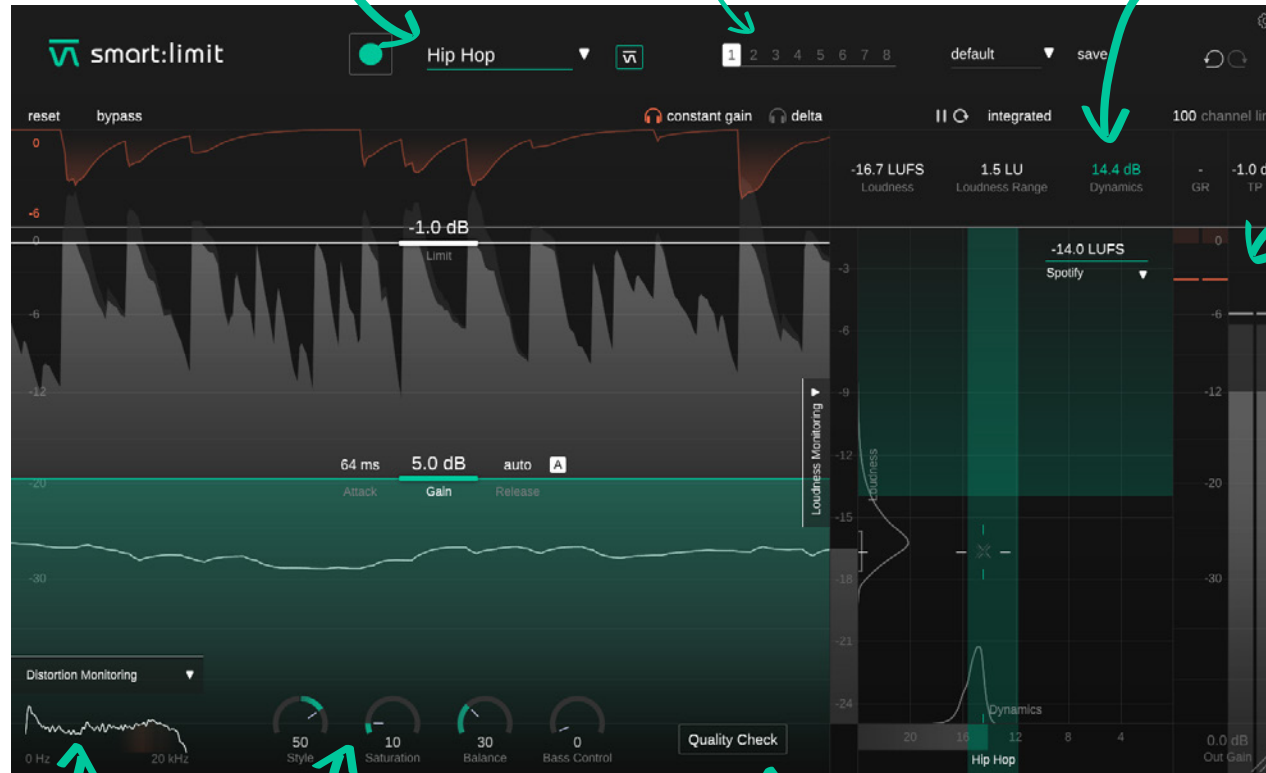 smart:limit
Hip Hop
1 2 3 4 5 6 7 8
default
save
reset
bypass
constant gain
delta
integrated
100 channel
0
-6
-16.7 LUFS
Loudness
1.5 LU
Loudness Range
14.4 dB
Dynamics
-
GR
-1.0
TP
-1.0 dB
Limit
0
-6
-12
-20
-30
64 ms
Attack
5.0 dB
Gain
auto
Release
A
Loudness Monitoring
-14.0 LUFS
Spotify
-3
-6
-9
-12
-15
-18
-21
-24
Loudness
Dynamics
20 16 12 8 4
Hip Hop
0
-6
-12
-20
-30
0.0 dB
Out Gain
Distortion Monitoring
0 Hz
20 kHz
50
Style
10
Saturation
30
Balance
0
Bass Control
Quality Check